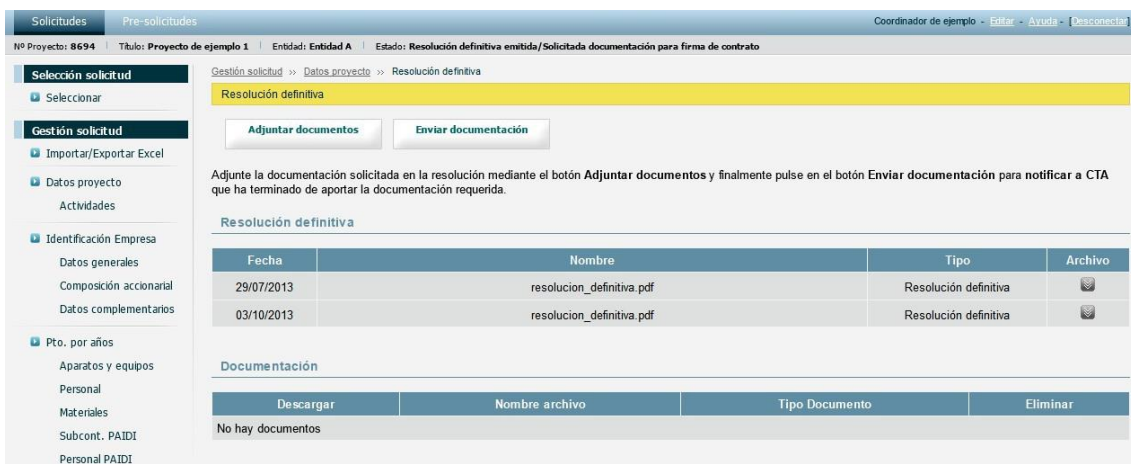 Solicitudes Pre-solicitudes Coordinador de ejemplo - Editar - Ayuda - [Desconectar]
Nº Proyecto: 8694 Título: Proyecto de ejemplo 1 Entidad: Entidad A Estado: Resolución definitiva emitida/Solicitada documentación para firma de contrato
Selección solicitud
Seleccionar
Gestión solicitud
Importar/Exportar Excel
Datos proyecto
Actividades
Identificación Empresa
Datos generales
Composición accionarial
Datos complementarios
Pto. por años
Aparatos y equipos
Personal
Materiales
Subcont. PAIDI
Personal PAIDI
Gestión solicitud >> Datos proyecto >> Resolución definitiva
Resolución definitiva
Adjuntar documentos Enviar documentación
Adjunte la documentación solicitada en la resolución mediante el botón Adjuntar documentos y finalmente pulse en el botón Enviar documentación para notificar a CTA
que ha terminado de aportar la documentación requerida.
Resolución definitiva
Fecha Nombre Tipo Archivo
29/07/2013 resolucion_definitiva.pdf Resolución definitiva
03/10/2013 resolucion_definitiva.pdf Resolución definitiva
Documentación
Descargar Nombre archivo Tipo Documento Eliminar
No hay documentos